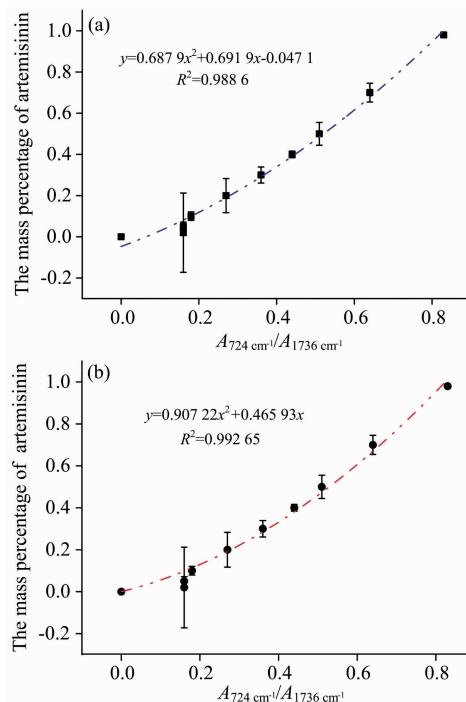 (a)
y=0.687 9x²+0.691 9x-0.047 1
R²=0.988 6
The mass percentage of artemisinin
1.0
0.8
0.6
0.4
0.2
0.0
-0.2
0.0 0.2 0.4 0.6 0.8
A724 cm-1/A1736 cm-1
(b)
y=0.907 22x²+0.465 93x
R²=0.992 65
The mass percentage of artemisinin
1.0
0.8
0.6
0.4
0.2
0.0
-0.2
0.0 0.2 0.4 0.6 0.8
A724 cm-1/A1736 cm-1